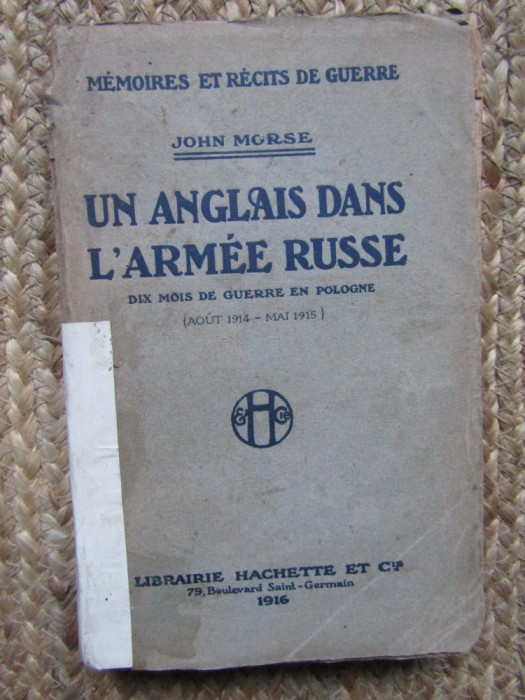 MÉMOIRES ET RÉCITS DE GUERRE
JOHN MORSE
UN ANGLAIS DANS
L'ARMÉE RUSSE
DIX MOIS DE GUERRE EN POLOGNE
(AOÛT 1914 - MAI 1915)
& H Cie
LIBRAIRIE HACHETTE ET Cie
79, Boulevard Saint-Germain
1916